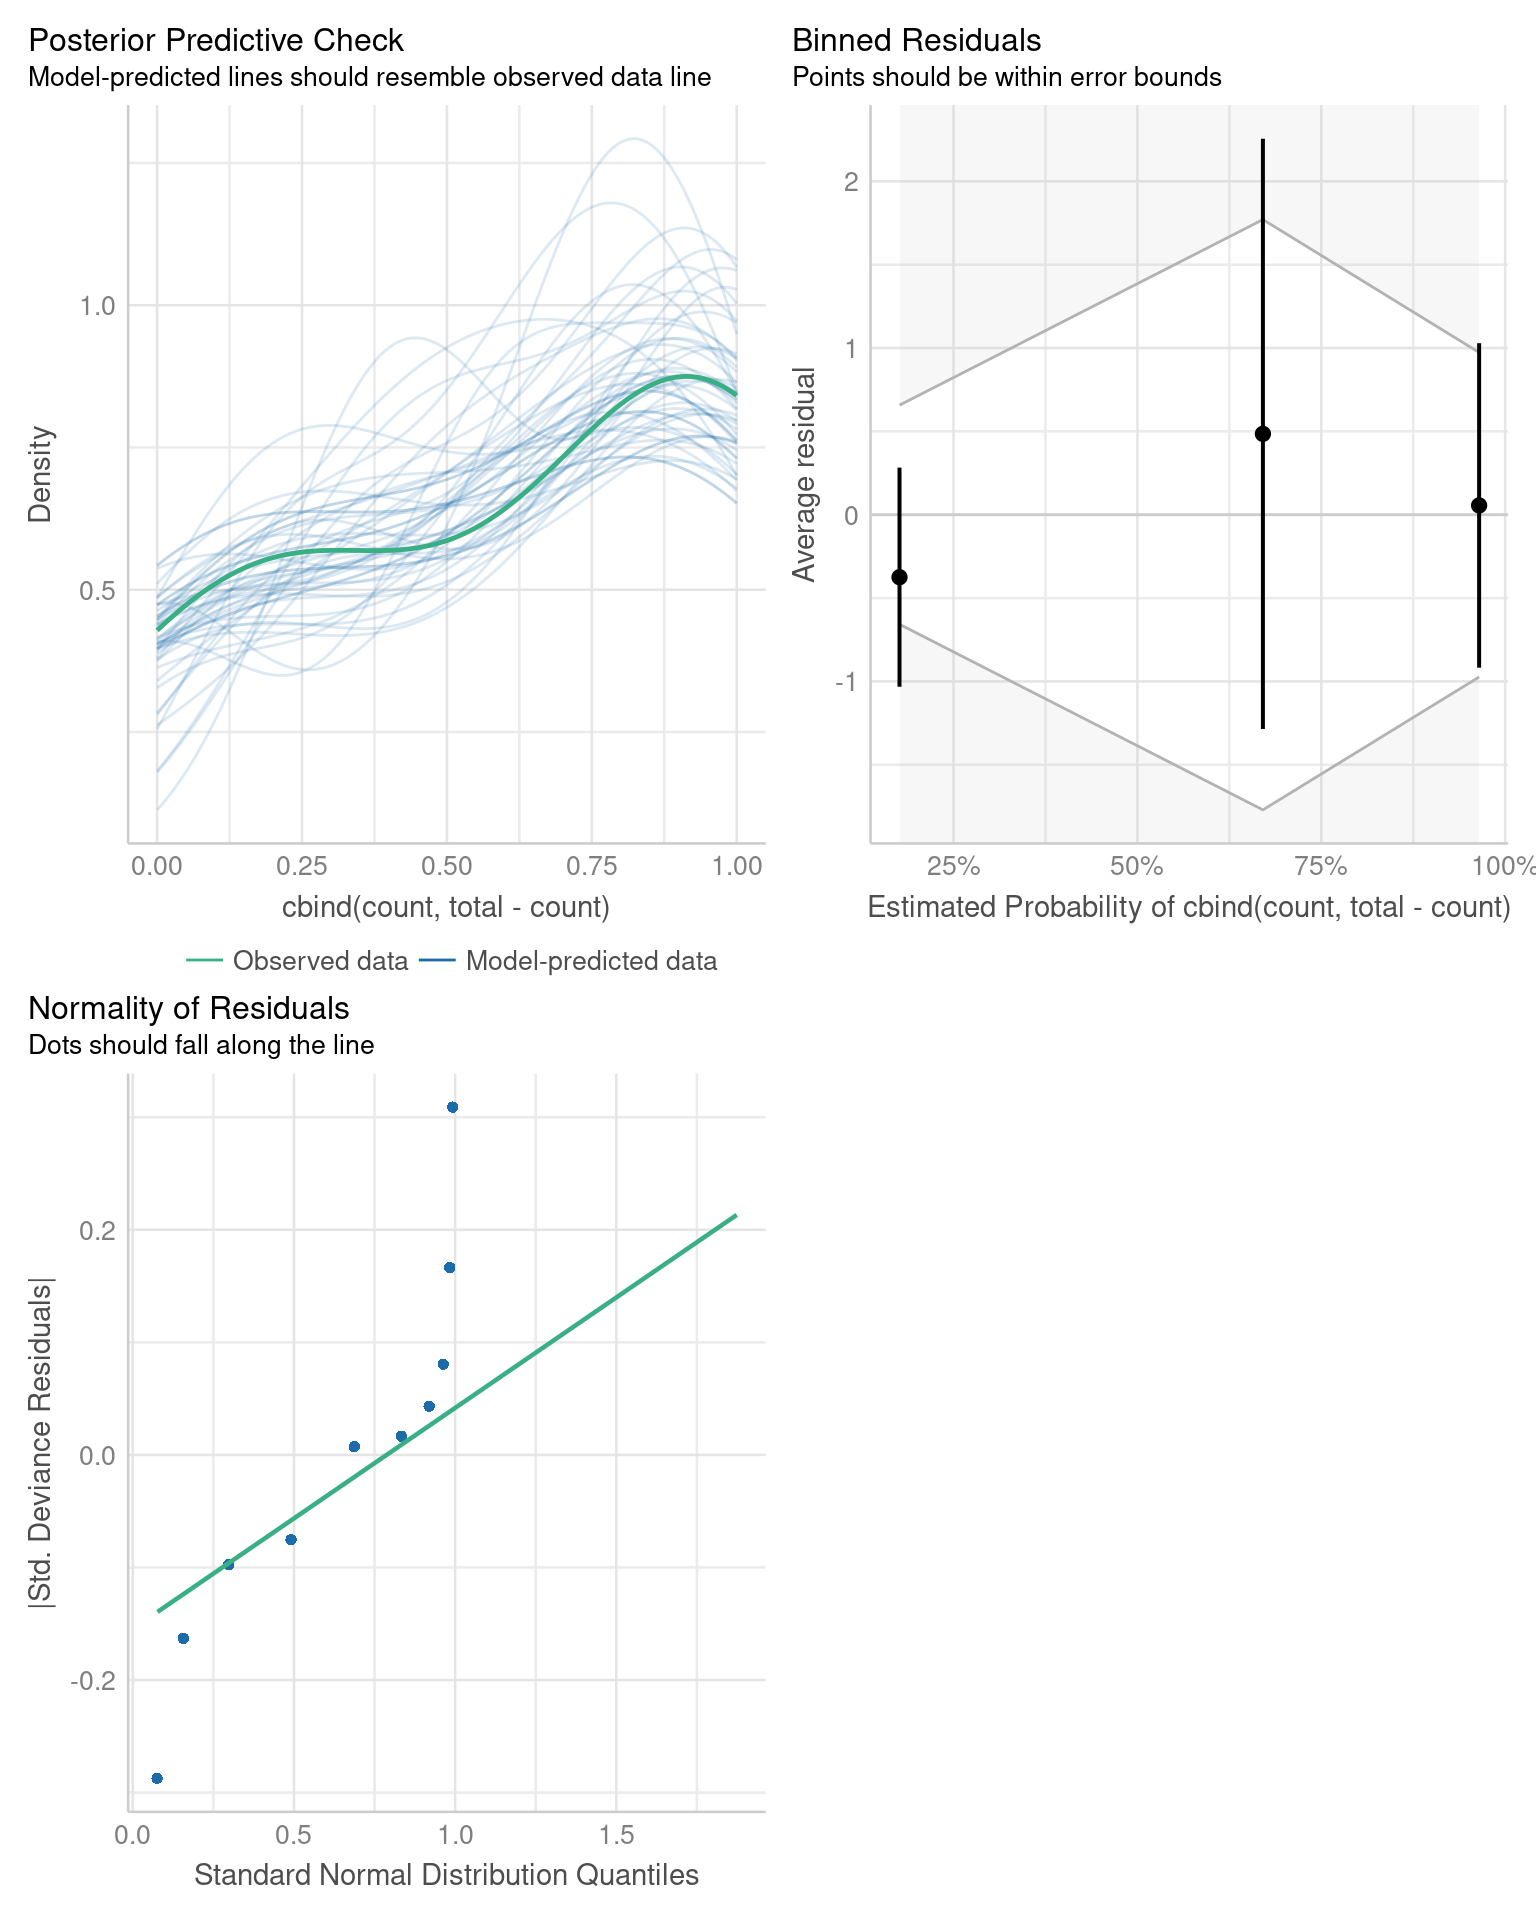 Posterior Predictive Check
Model-predicted lines should resemble observed data line
Density
1.0
0.5
0.00 0.25 0.50 0.75 1.00
cbind(count, total - count)
Observed data Model-predicted data
Binned Residuals
Points should be within error bounds
Average residual
2
1
0
-1
25% 50% 75% 100%
Estimated Probability of cbind(count, total - count)
Normality of Residuals
Dots should fall along the line
|Std. Deviance Residuals|
0.2
0.0
-0.2
0.0 0.5 1.0 1.5
Standard Normal Distribution Quantiles